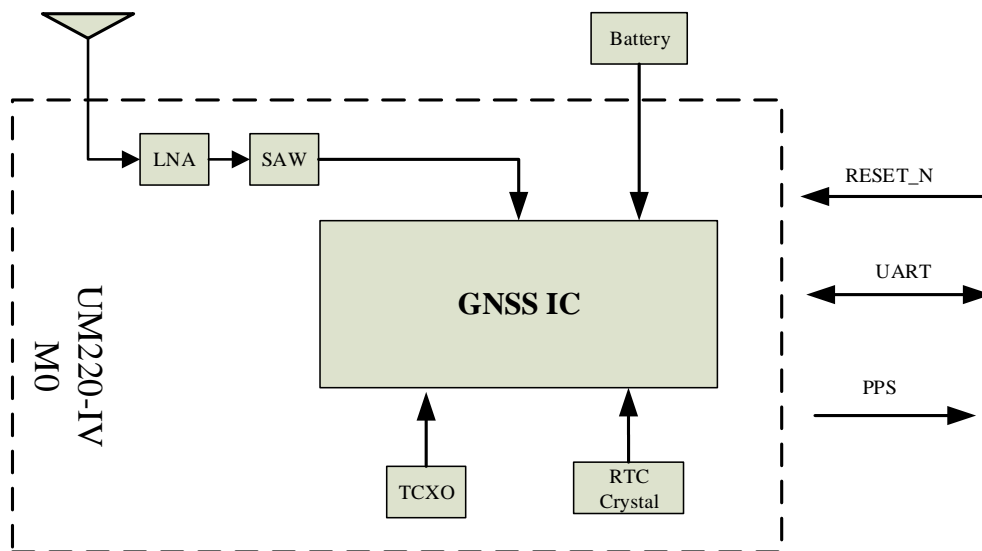 Battery
LNA
SAW
RESET_N
UART
GNSS IC
UM220-IV
M0
PPS
TCXO
RTC
Crystal